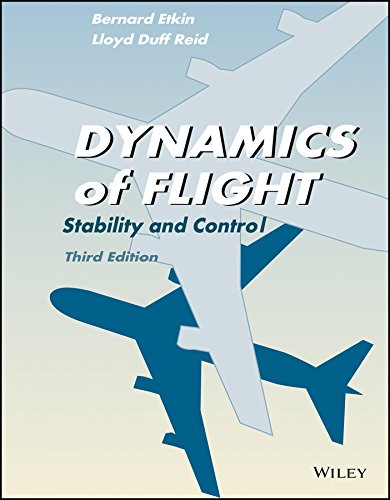 Bernard Etkin
Lloyd Duff Reid
DYNAMICS
of FLIGHT
Stability and Control
Third Edition
WILEY